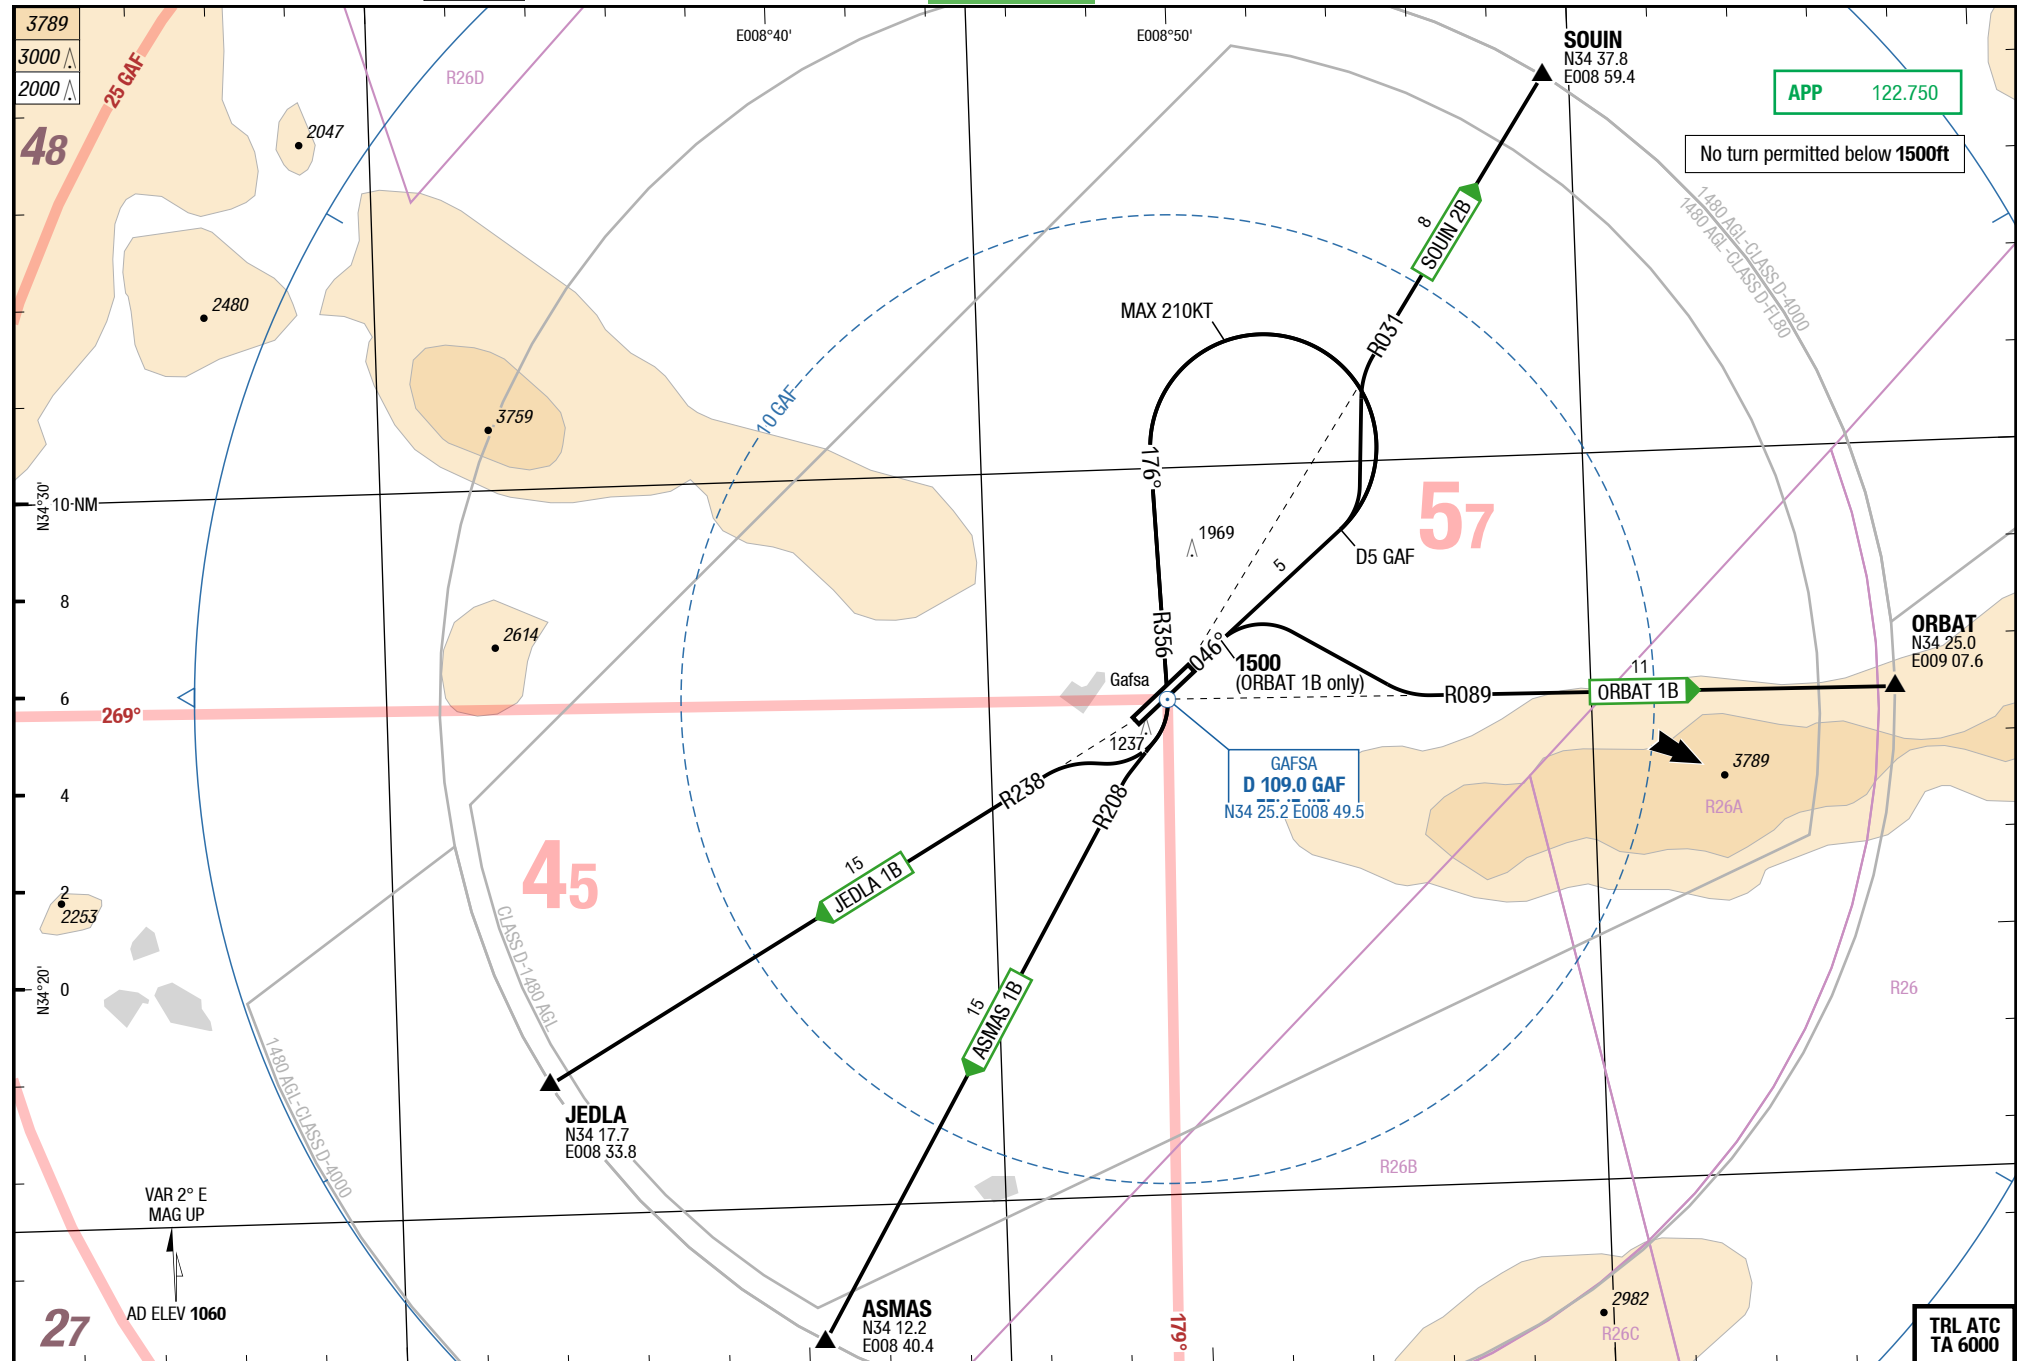 3789
3000
2000
48
25 GAF
R26D
E008°40'
E008°50'
SOUIN
N34 37.8
E008 59.4
APP 122.750
No turn permitted below 1500ft
1480 AGL-CLASS D-4000
1480 AGL-CLASS D-FL80
2047
2480
3759
10 GAF
MAX 210KT
8
SOUIN 2B
R031
176°
1969
57
5
D5 GAF
N34°30'
10 NM
8
6
4
2
0
N34°20'
2614
R356
046°
1500
(ORBAT 1B only)
Gafsa
1237
269°
R089
11
ORBAT 1B
ORBAT
N34 25.0
E009 07.6
GAFSA
D 109.0 GAF
N34 25.2 E008 49.5
3789
R26A
R238
R208
45
15
JEDLA 1B
15
ASMAS 1B
2253
CLASS D-1480 AGL
1480 AGL-CLASS D-4000
R26
R26B
JEDLA
N34 17.7
E008 33.8
VAR 2° E
MAG UP
AD ELEV 1060
27
ASMAS
N34 12.2
E008 40.4
179°
2982
R26C
TRL ATC
TA 6000